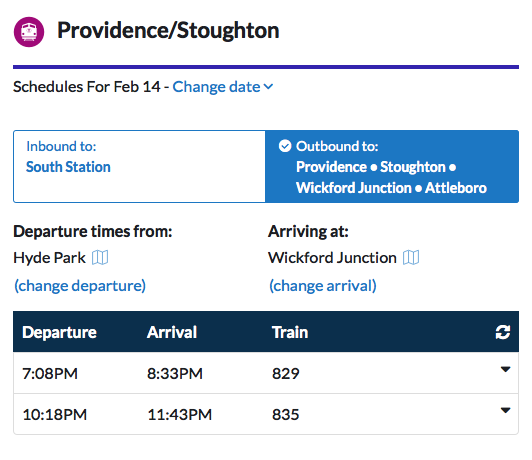 Providence/Stoughton
Schedules For Feb 14 - Change date
Inbound to:
South Station
Outbound to:
Providence • Stoughton •
Wickford Junction • Attleboro
Departure times from:
Hyde Park
(change departure)
Arriving at:
Wickford Junction
(change arrival)
Departure Arrival Train
7:08PM 8:33PM 829
10:18PM 11:43PM 835